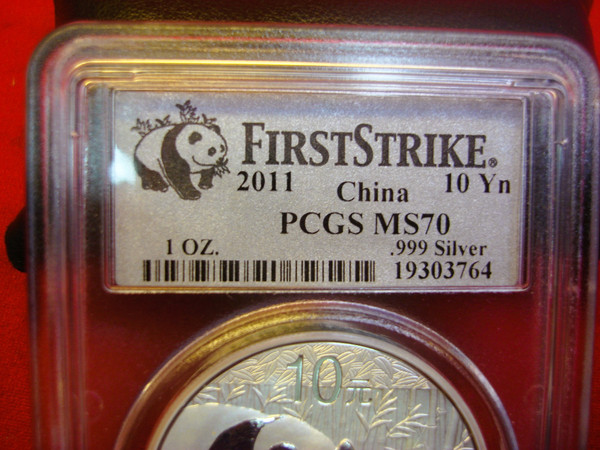 FIRSTSTRIKE®
2011 China 10 Yn
PCGS MS70
1 OZ. .999 Silver
19303764
10元